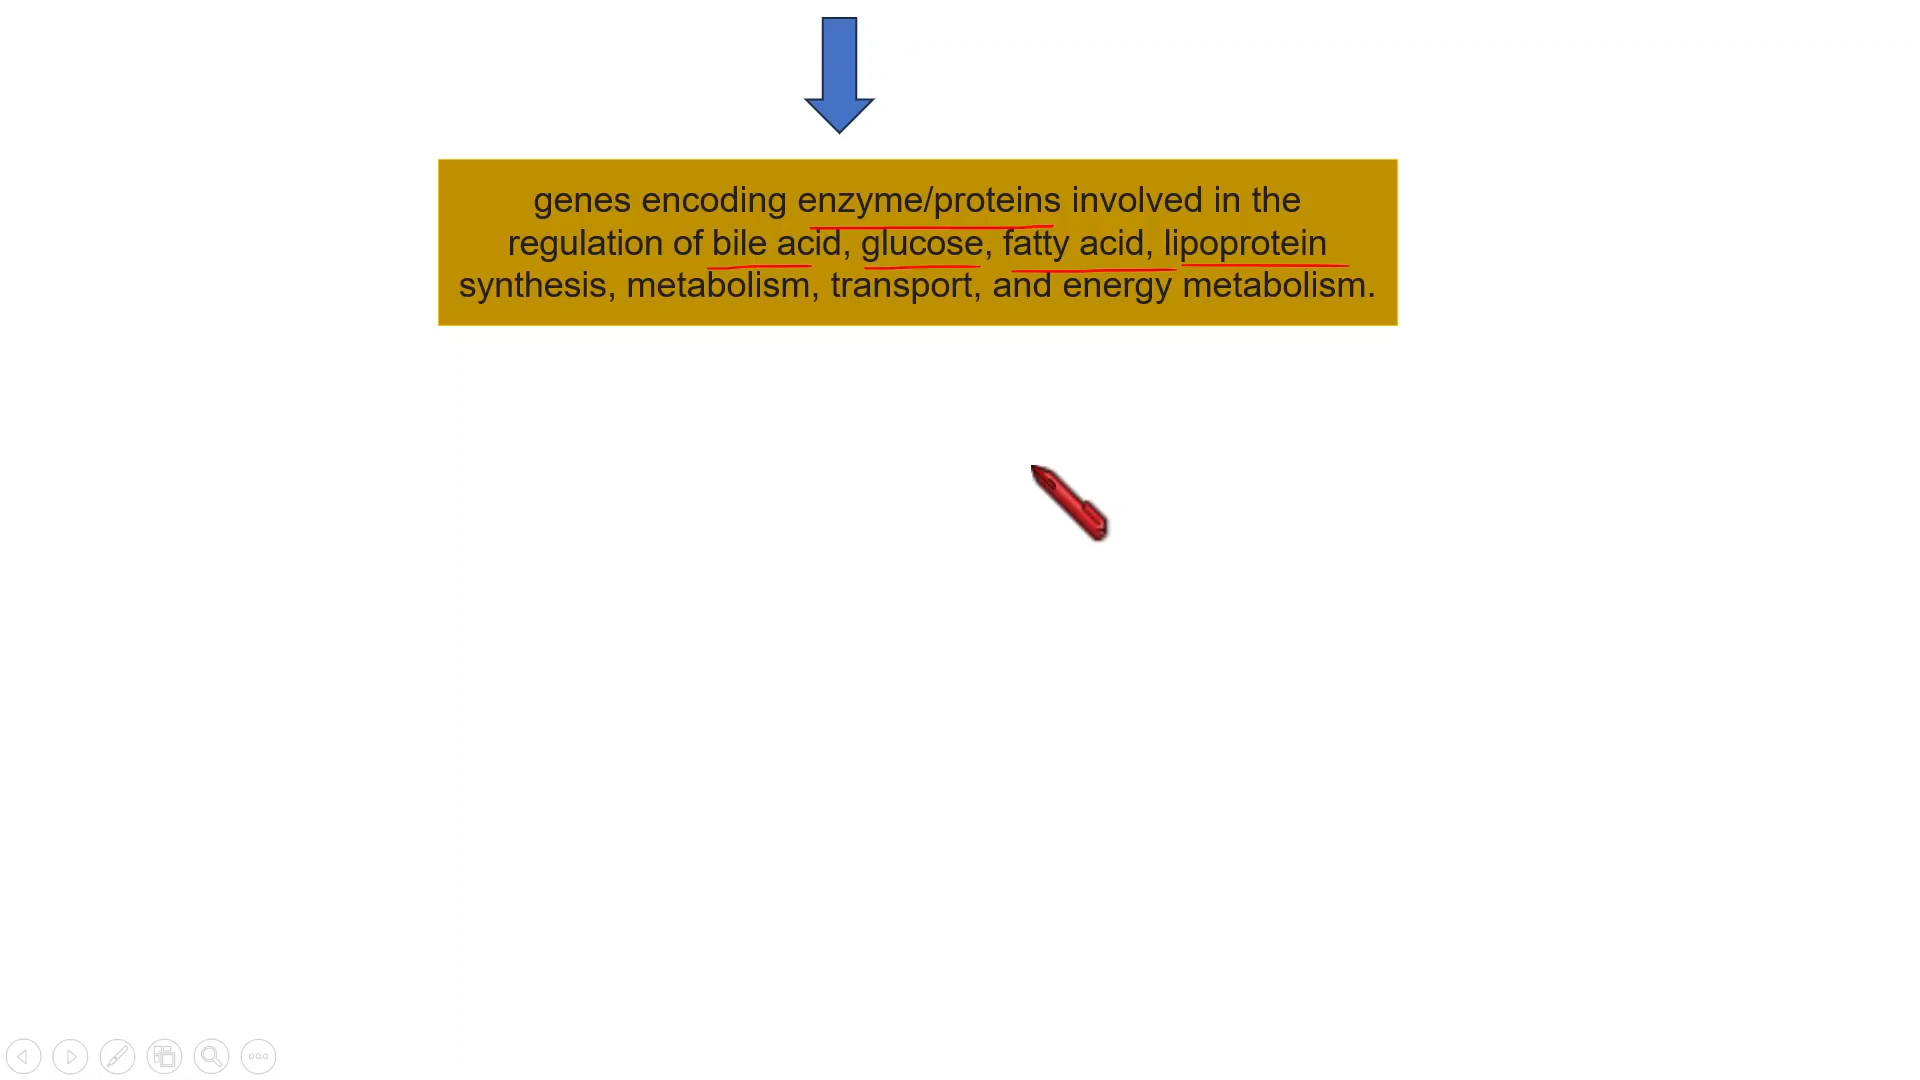 genes encoding enzyme/proteins involved in the
regulation of bile acid, glucose, fatty acid, lipoprotein
synthesis, metabolism, transport, and energy metabolism.